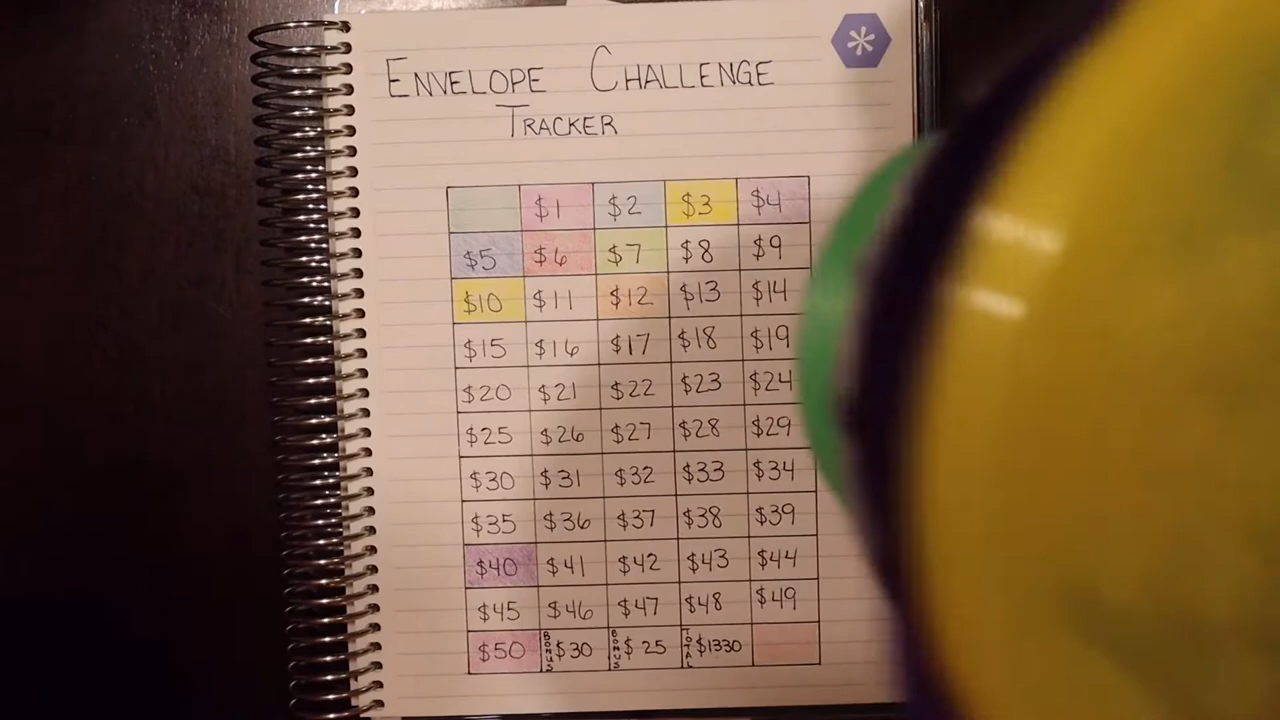 ENVELOPE CHALLENGE
TRACKER
$1 $2 $3 $4
$5 $6 $7 $8 $9
$10 $11 $12 $13 $14
$15 $16 $17 $18 $19
$20 $21 $22 $23 $24
$25 $26 $27 $28 $29
$30 $31 $32 $33 $34
$35 $36 $37 $38 $39
$40 $41 $42 $43 $44
$45 $46 $47 $48 $49
$50 BONUS $30 BONUS $25 TOTAL $1330